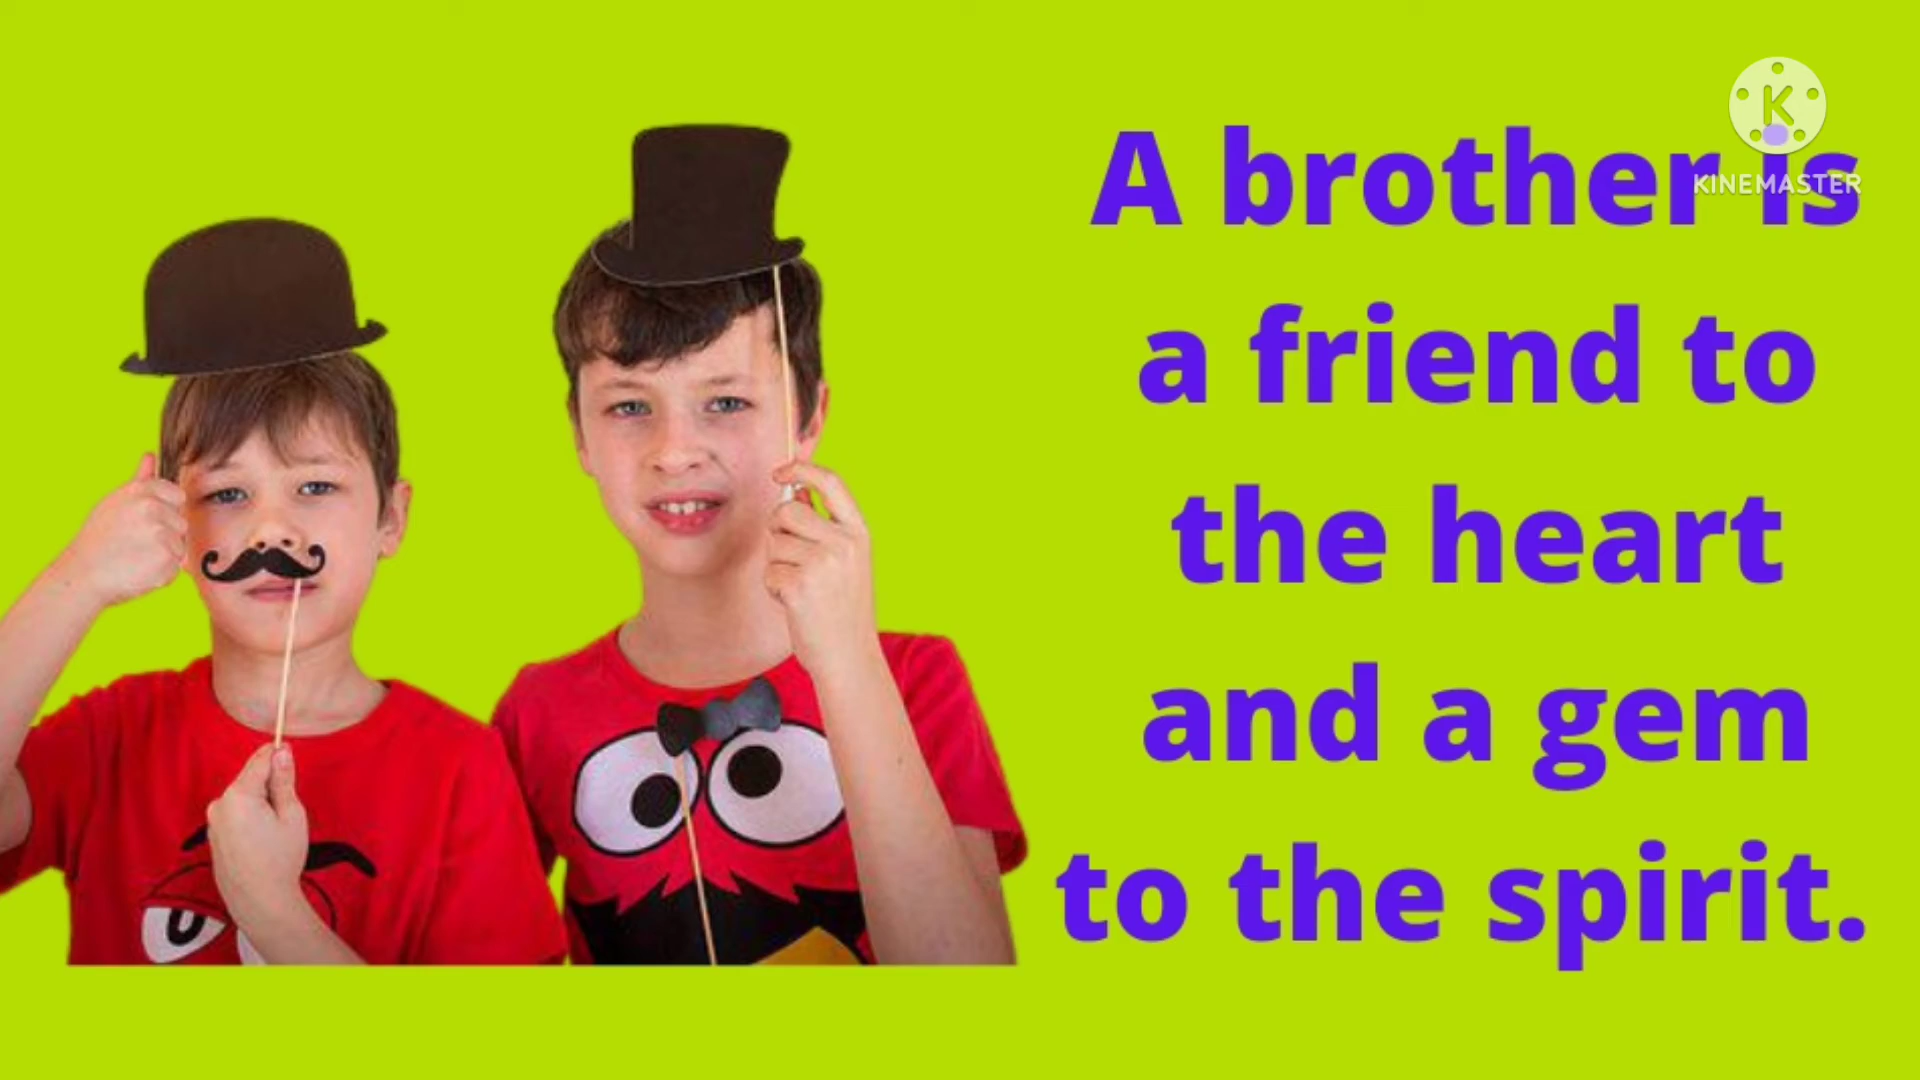 K
KINEMASTER
A brother is
a friend to
the heart
and a gem
to the spirit.